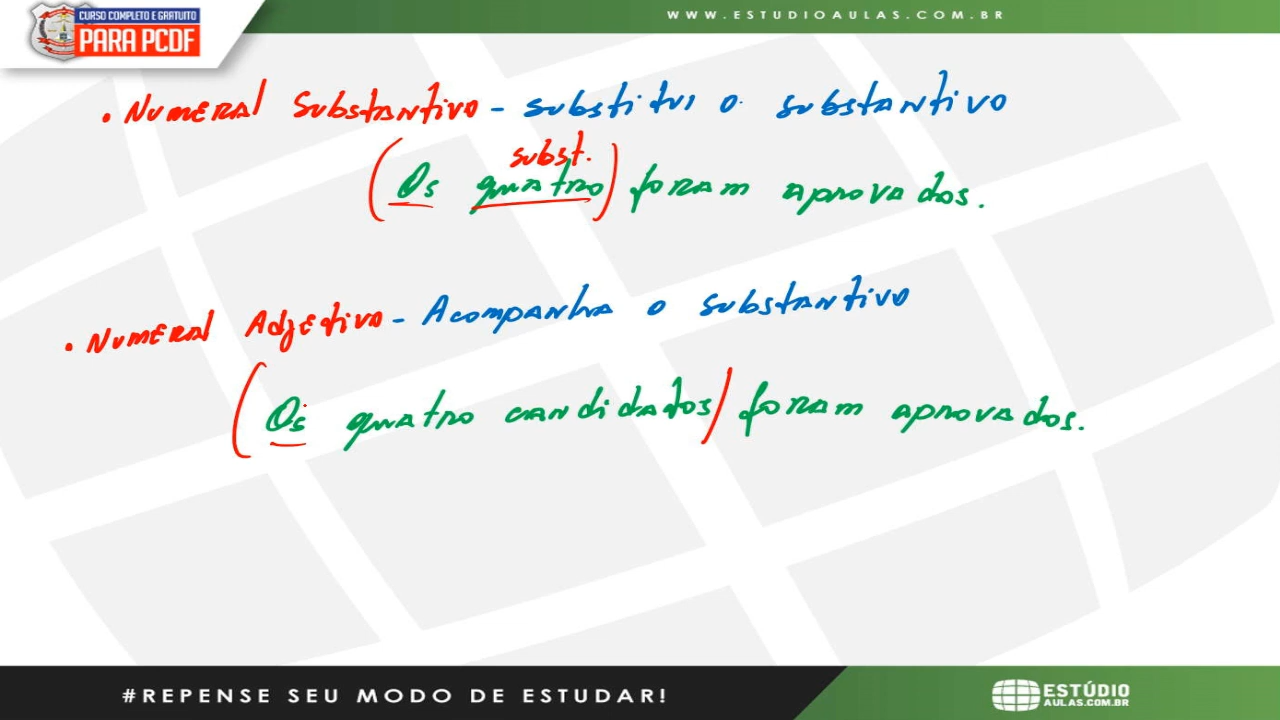 CURSO COMPLETO E GRATUITO
PARA PCDF
WWW.ESTUDIOAULAS.COM.BR
• Numeral Substantivo - substitui o substantivo
subst.
(Os quatro) foram aprovados.
• Numeral Adjetivo - Acompanha o substantivo
(Os quatro candidatos) foram aprovados.
#REPENSE SEU MODO DE ESTUDAR!
ESTÚDIO
AULAS.COM.BR